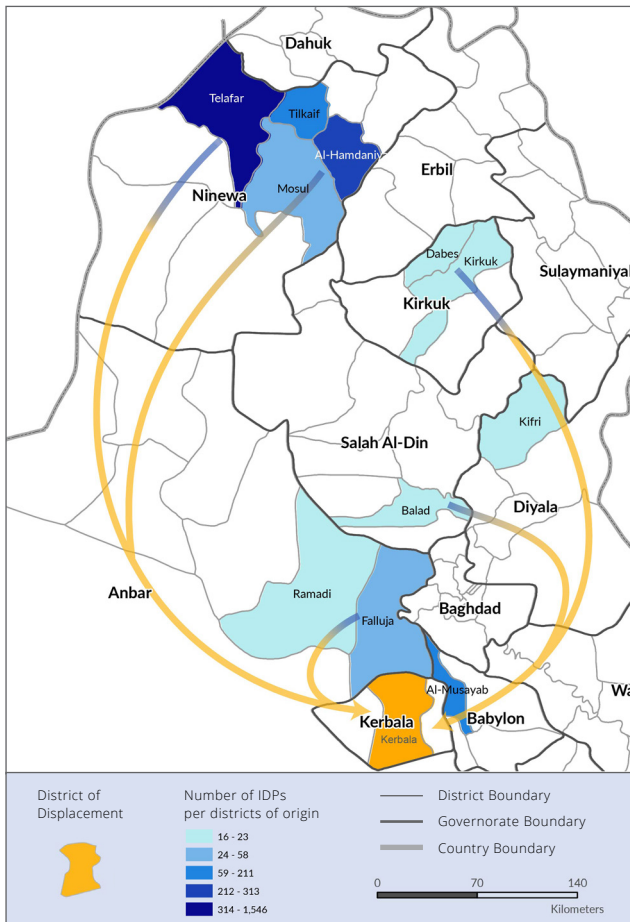 Dahuk
Telafar
Tilkaif
Al-Hamdaniy
Erbil
Mosul
Ninewa
Dabes
Kirkuk
Sulaymaniyah
Kirkuk
Kifri
Salah Al-Din
Balad
Diyala
Anbar
Ramadi
Baghdad
Falluja
Al-Musayab
Wa
Kerbala
Babylon
Kerbala
District of
Displacement
Number of IDPs
per districts of origin
16 - 23
24 - 58
59 - 211
212 - 313
314 - 1,546
District Boundary
Governorate Boundary
Country Boundary
0 70 140
Kilometers